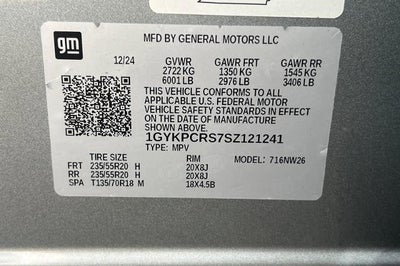 gm
MFD BY GENERAL MOTORS LLC
12/24 GVWR GAWR FRT GAWR RR
2722 KG 1350 KG 1545 KG
6001 LB 2976 LB 3406 LB
THIS VEHICLE CONFORMS TO ALL
APPLICABLE U.S. FEDERAL MOTOR
VEHICLE SAFETY STANDARDS IN EFFECT
ON THE DATE OF MANUFACTURE
SHOWN ABOVE.
1GYKPCRS7SZ121241
TYPE: MPV
TIRE SIZE RIM MODEL: 716NW26
FRT 235/55R20 H 20X8J
RR 235/55R20 H 20X8J
SPA T135/70R18 M 18X4.5B